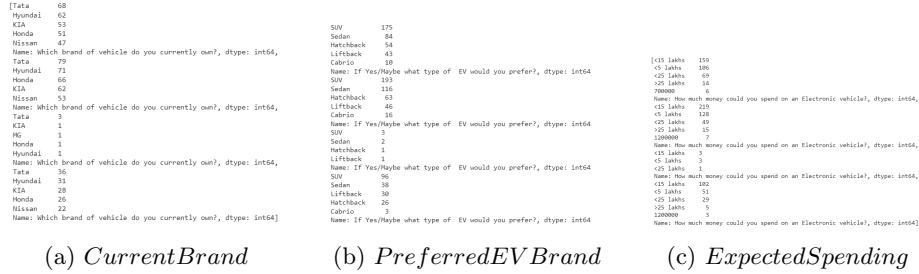 [Tata 68
Hyundai 62
KIA 53
Honda 51
Nissan 47
Name: Which brand of vehicle do you currently own?, dtype: int64,
Tata 79
Hyundai 71
Honda 66
KIA 62
Nissan 53
Name: Which brand of vehicle do you currently own?, dtype: int64,
Tata 3
KIA 1
MG 1
Honda 1
Hyundai 1
Name: Which brand of vehicle do you currently own?, dtype: int64,
Tata 36
Hyundai 31
KIA 28
Honda 26
Nissan 22
Name: Which brand of vehicle do you currently own?, dtype: int64]
(a) CurrentBrand
SUV 175
Sedan 84
Hatchback 54
Liftback 43
Cabrio 10
Name: If Yes/Maybe what type of EV would you prefer?, dtype: int64
SUV 193
Sedan 116
Hatchback 63
Liftback 46
Cabrio 16
Name: If Yes/Maybe what type of EV would you prefer?, dtype: int64
SUV 3
Sedan 2
Hatchback 1
Liftback 1
Name: If Yes/Maybe what type of EV would you prefer?, dtype: int64
SUV 96
Sedan 38
Liftback 30
Hatchback 26
Cabrio 3
Name: If Yes/Maybe what type of EV would you prefer?, dtype: int64
(b) PreferredEVBrand
[<15 lakhs 159
<5 lakhs 106
<25 lakhs 69
>25 lakhs 14
700000 6
Name: How much money could you spend on an Electronic vehicle?, dtype: int64,
<15 lakhs 219
<5 lakhs 128
<25 lakhs 49
>25 lakhs 15
1200000 7
Name: How much money could you spend on an Electronic vehicle?, dtype: int64,
<15 lakhs 3
<5 lakhs 3
<25 lakhs 1
Name: How much money could you spend on an Electronic vehicle?, dtype: int64,
<15 lakhs 102
<5 lakhs 51
<25 lakhs 29
>25 lakhs 5
1200000 3
Name: How much money could you spend on an Electronic vehicle?, dtype: int64]
(c) ExpectedSpending